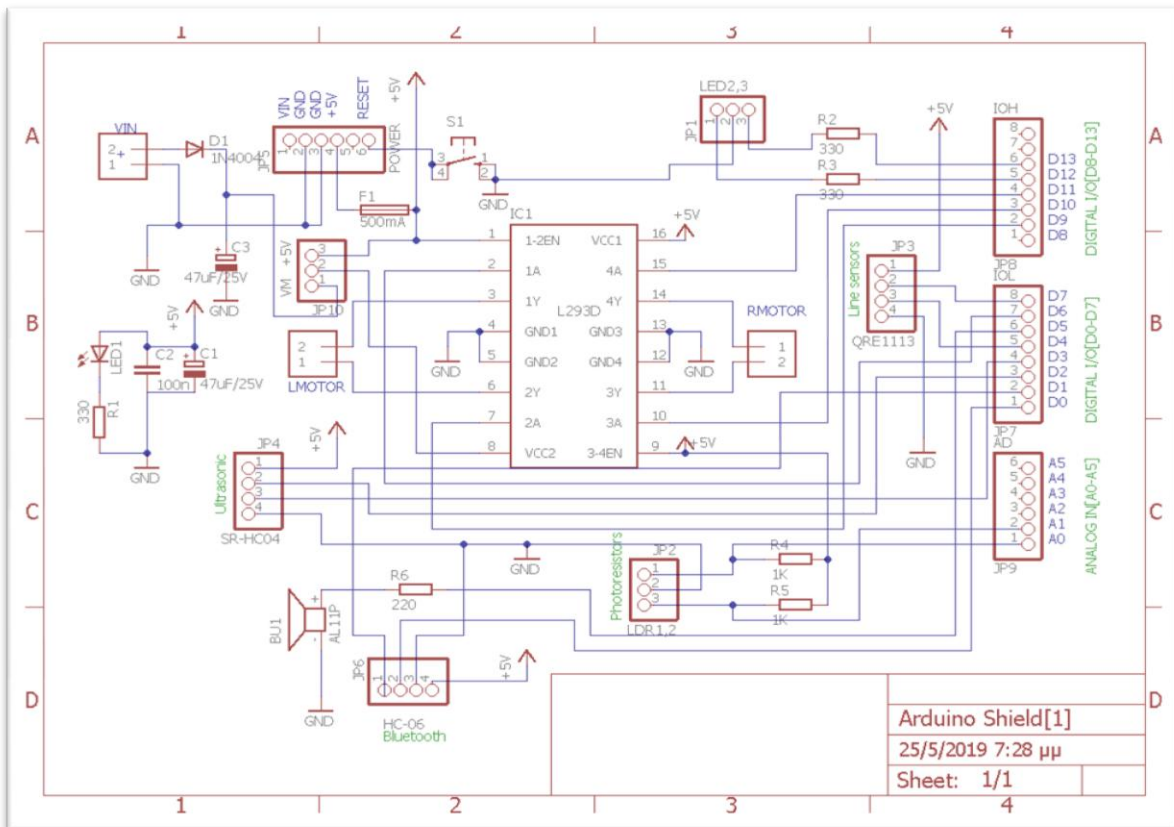 1 2 3 4
A
B
C
D
VIN
2
+
1
D1
1N4004
VIN
GND
GND
+5V
RESET
JP5
1 2 3 4 5 6
POWER
+5V
F1
500mA
S1
3
4
1
2
GND
LED2,3
JP1
1 2 3
R2
330
R3
330
+5V
IOH
8
7
6
5
4
3
2
1
D13
D12
D11
D10
D9
D8
JP8
DIGITAL I/O[D8-D13]
GND
C3
47uF/25V
GND
VM +5V
3
2
1
JP10
IC1
L293D
1 1-2EN
2 1A
3 1Y
4 GND1
5 GND2
6 2Y
7 2A
8 VCC2
VCC1 16
4A 15
4Y 14
GND3 13
GND4 12
3Y 11
3A 10
3-4EN 9
+5V
+5V
GND
GND
2
1
LMOTOR
RMOTOR
1
2
JP3
1
2
3
4
Line sensors
QRE1113
GND
IOL
8
7
6
5
4
3
2
1
D7
D6
D5
D4
D3
D2
D1
D0
JP7
DIGITAL I/O[D0-D7]
+5V
LED1
330
R1
C2
100n
C1
47uF/25V
GND
JP4
1
2
3
4
Ultrasonic
SR-HC04
+5V
GND
AD
6
5
4
3
2
1
A5
A4
A3
A2
A1
A0
JP9
ANALOG IN[A0-A5]
Photoresistors
JP2
1
2
3
LDR1,2
R4
1K
R5
1K
R6
220
BU1
+
-
AL11P
GND
JP6
1 2 3 4
+5V
HC-06
Bluetooth
Arduino Shield[1]
25/5/2019 7:28 μμ
Sheet: 1/1
A
B
C
D
1 2 3 4